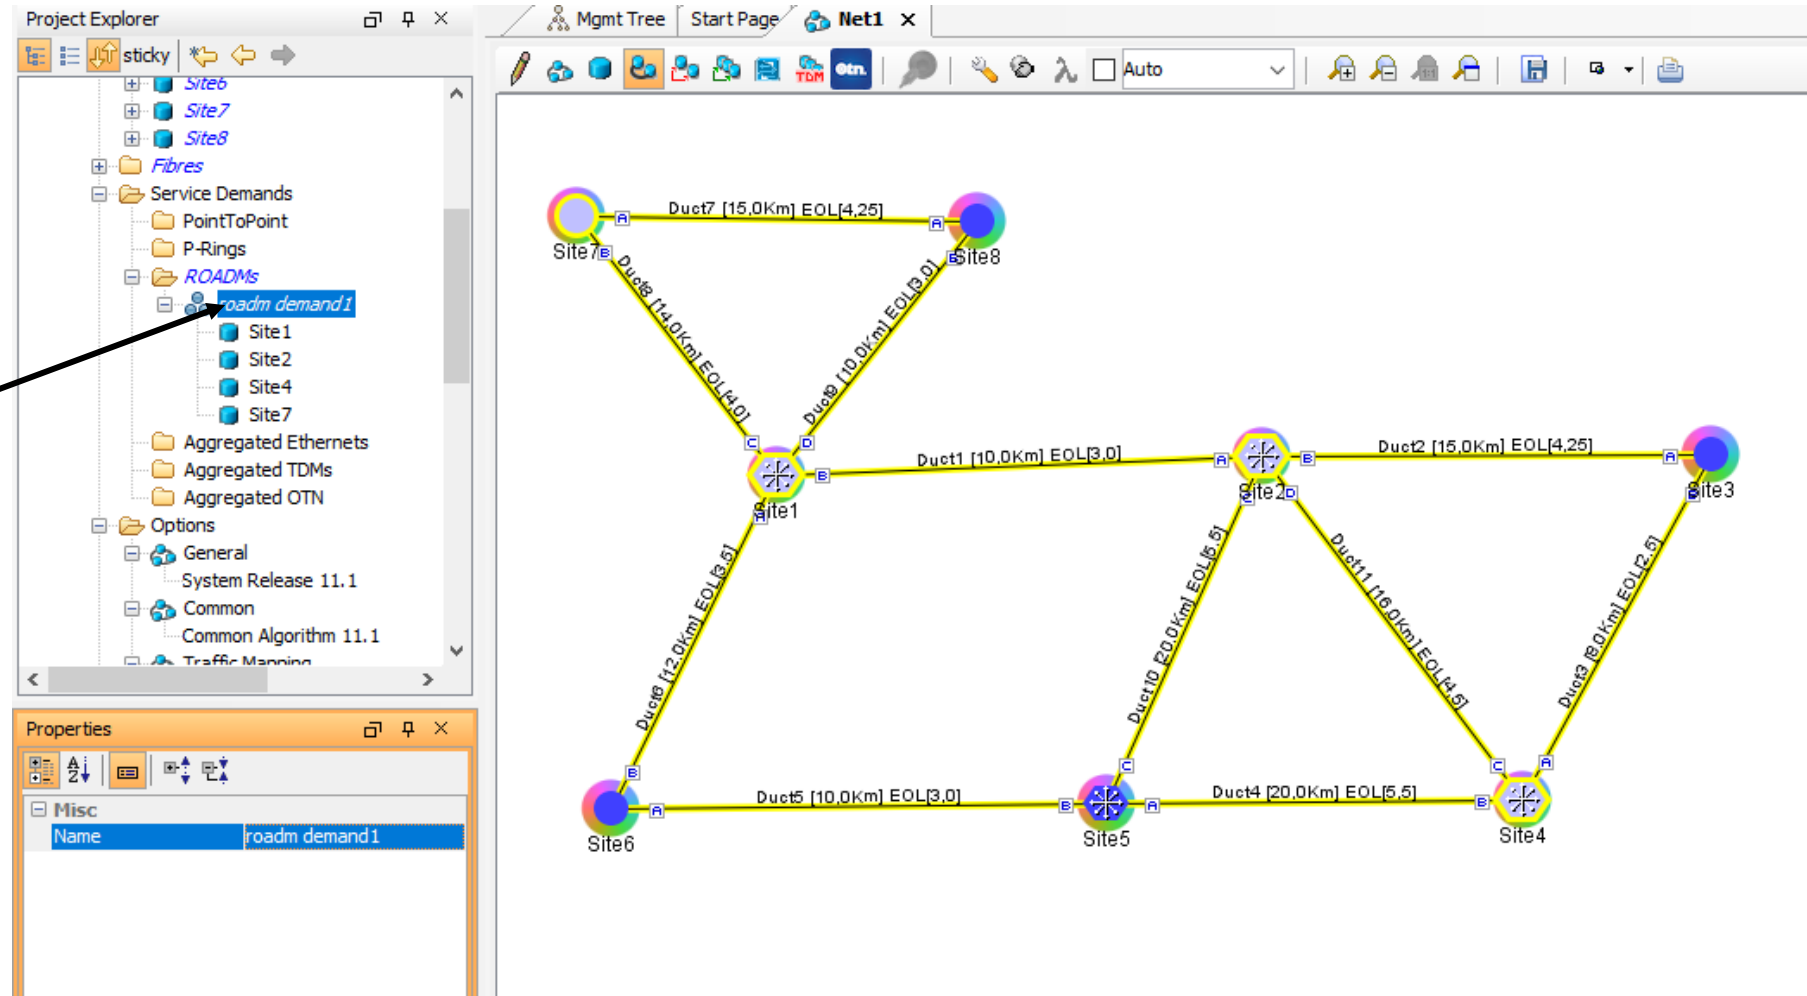 Project Explorer
sticky
Site6
Site7
Site8
Fibres
Service Demands
PointToPoint
P-Rings
ROADMs
roadm demand1
Site1
Site2
Site4
Site7
Aggregated Ethernets
Aggregated TDMs
Aggregated OTN
Options
General
System Release 11.1
Common
Common Algorithm 11.1
Traffic Mapping
Properties
Misc
Name roadm demand1
Mgmt Tree Start Page Net1
TDM Otn. Auto
Duct7 [15,0Km] EOL[4,25]
A A
Site7 B B Site8
Duct8 [14,0Km] EOL[4,0]
Duct9 [10,0Km] EOL[3,0]
C D
Duct1 [10,0Km] EOL[3,0]
B A
Site1
A
Duct2 [15,0Km] EOL[4,25]
B A
Site2 D
Site3
Duct6 [12,0Km] EOL[3,5]
Duct10 [20,0Km] EOL[5,5]
Duct11 [16,0Km] EOL[4,5]
Duct3 [8,0Km] EOL[2,5]
B C C A
Duct5 [10,0Km] EOL[3,0]
A B
Duct4 [20,0Km] EOL[5,5]
A B
Site6 Site5 Site4